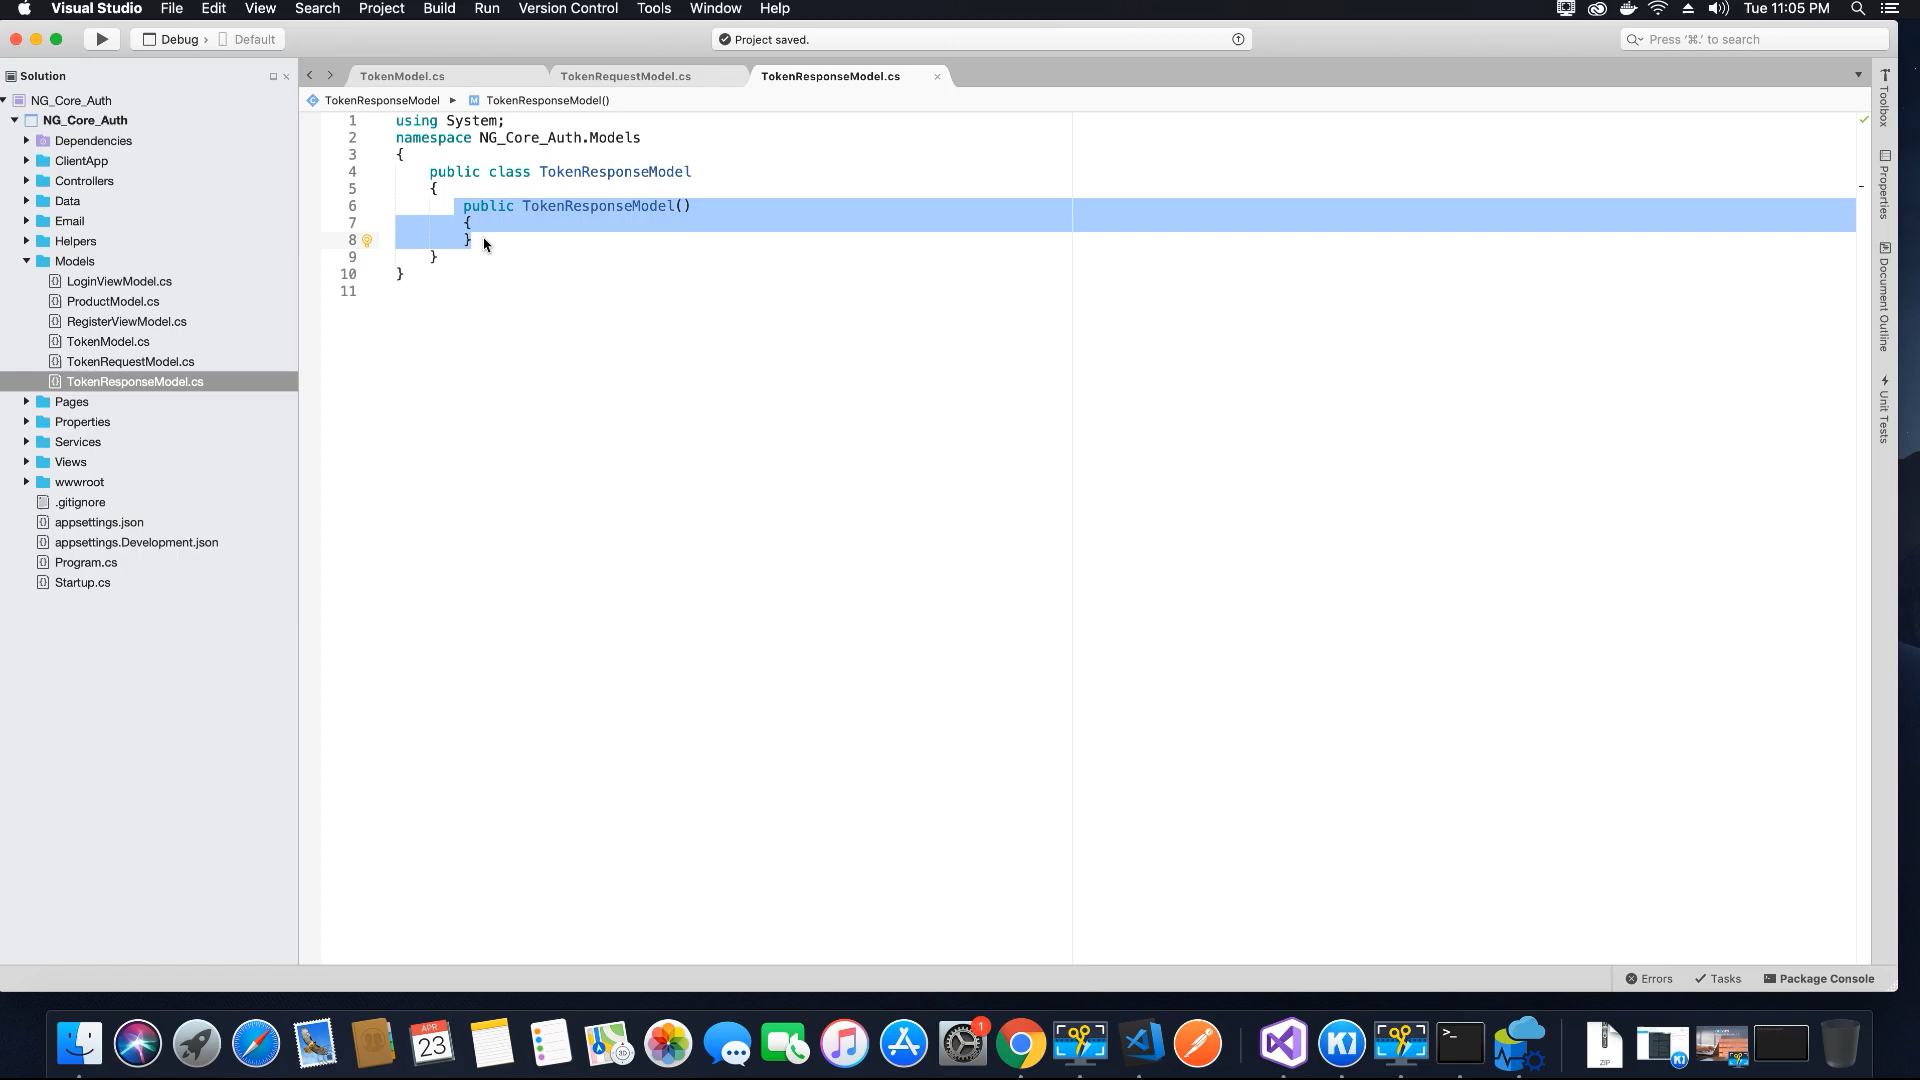 Visual Studio File Edit View Search Project Build Run Version Control Tools Window Help Tue 11:05 PM
Debug › Default
Project saved.
Press '⌘.' to search
Solution
TokenModel.cs TokenRequestModel.cs TokenResponseModel.cs
TokenResponseModel TokenResponseModel()
NG_Core_Auth
NG_Core_Auth
Dependencies
ClientApp
Controllers
Data
Email
Helpers
Models
LoginViewModel.cs
ProductModel.cs
RegisterViewModel.cs
TokenModel.cs
TokenRequestModel.cs
TokenResponseModel.cs
Pages
Properties
Services
Views
wwwroot
.gitignore
appsettings.json
appsettings.Development.json
Program.cs
Startup.cs
1 using System;
2 namespace NG_Core_Auth.Models
3 {
4 public class TokenResponseModel
5 {
6 public TokenResponseModel()
7 {
8 }
9 }
10 }
11
Toolbox
Properties
Document Outline
Unit Tests
Errors Tasks Package Console
APR
23
3D
1
>_
ZIP